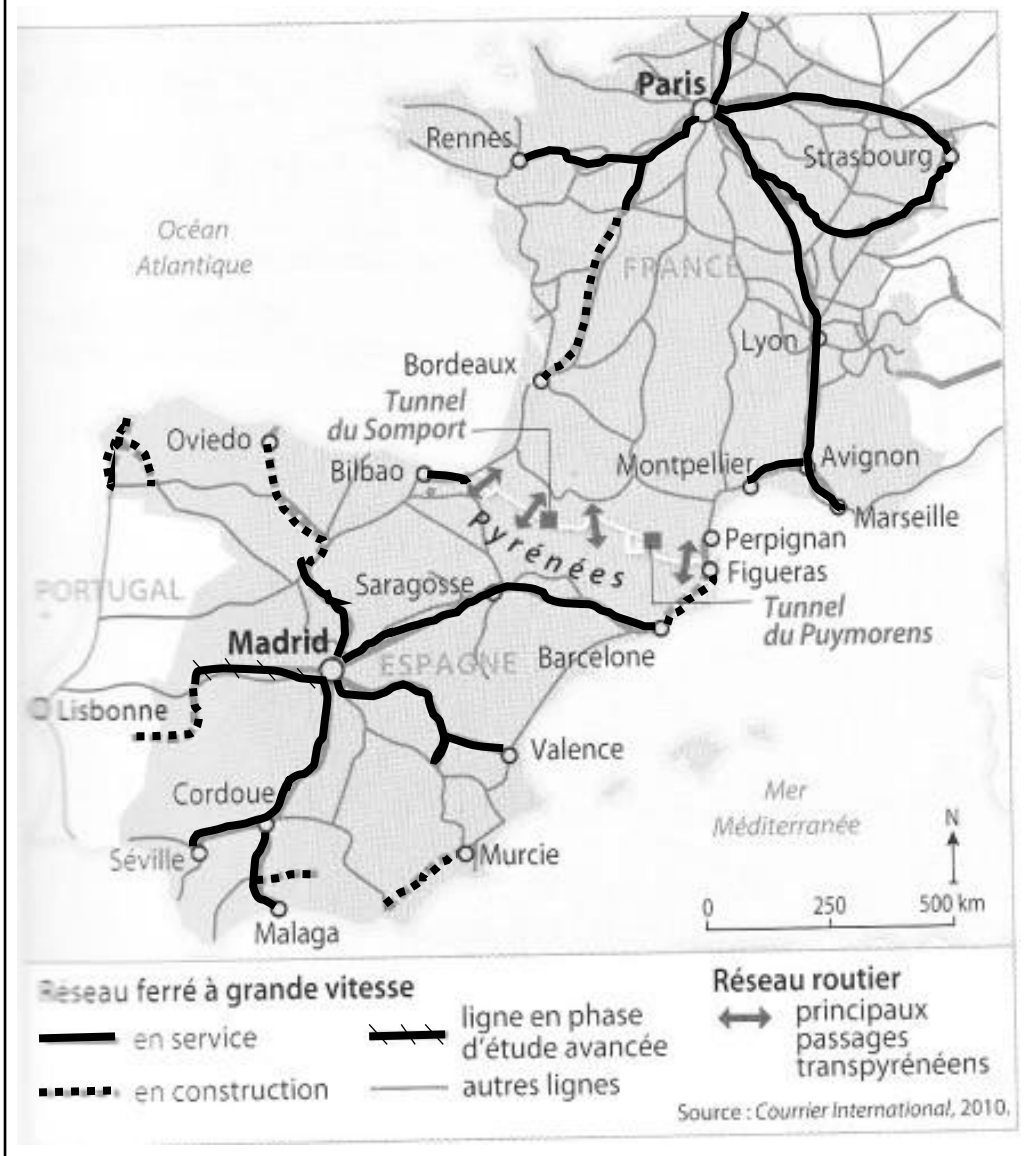 Paris
Rennes
Strasbourg
Océan
Atlantique
FRANCE
Lyon
Bordeaux
Tunnel
du Somport
Oviedo
Bilbao
Montpellier
Avignon
Marseille
Pyrénées
Perpignan
Figueras
PORTUGAL
Saragosse
Tunnel
du Puymorens
Madrid
ESPAGNE
Barcelone
Lisbonne
Valence
Cordoue
Mer
Méditerranée
N
Séville
Murcie
0 250 500 km
Malaga
Réseau ferré à grande vitesse
en service
en construction
ligne en phase
d'étude avancée
autres lignes
Réseau routier
principaux
passages
transpyrénéens
Source : Courrier International, 2010.